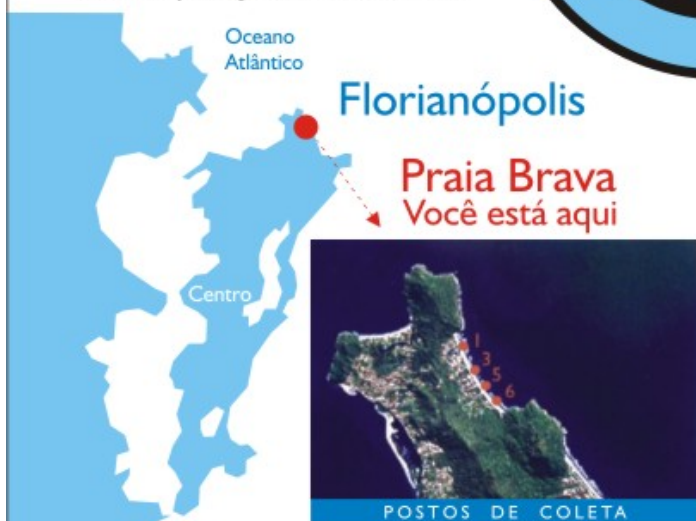 Oceano
Atlântico
Florianópolis
Praia Brava
Você está aqui
Centro
1
3
5
6
POSTOS DE COLETA